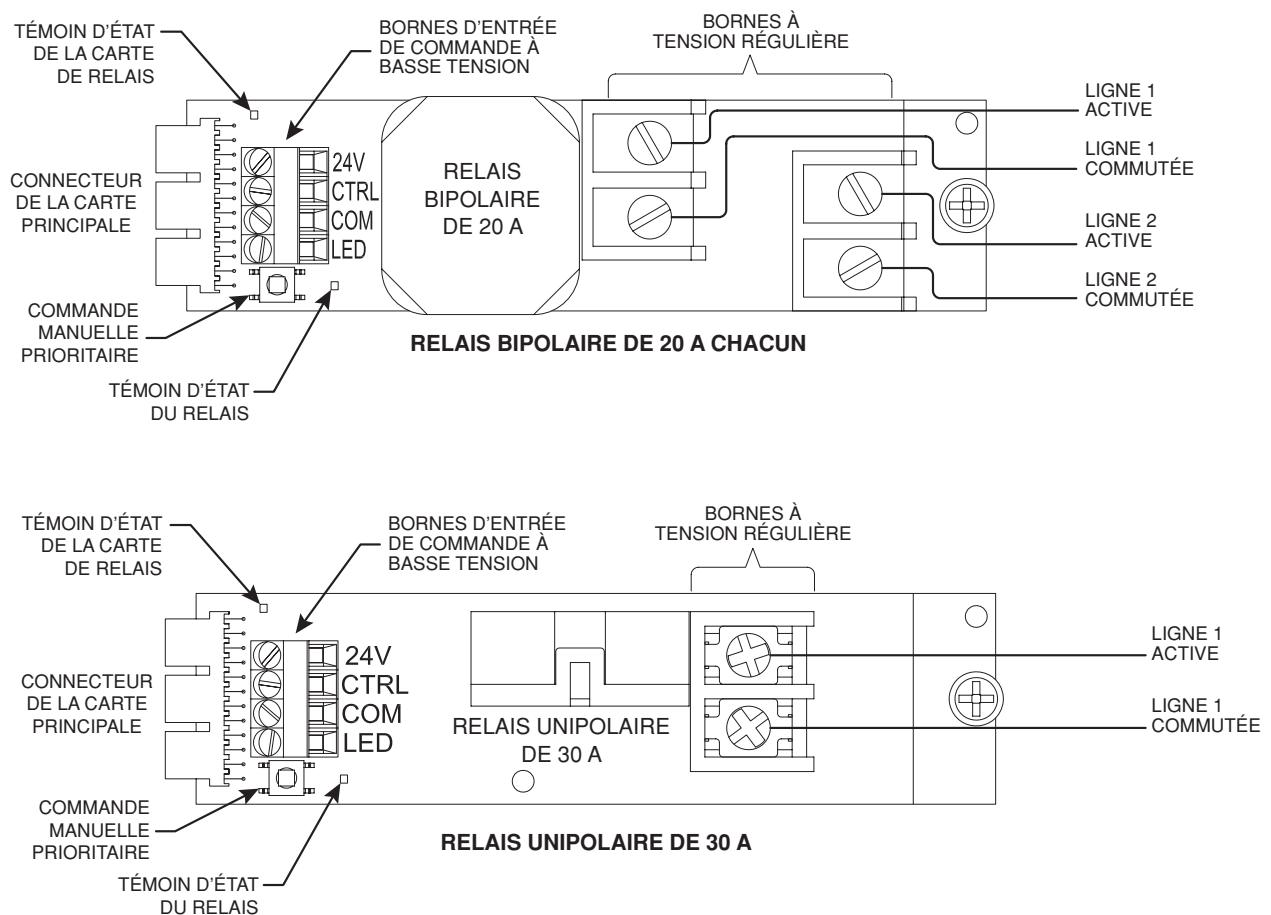 TÉMOIN D'ÉTAT
DE LA CARTE
DE RELAIS
BORNES D'ENTRÉE
DE COMMANDE À
BASSE TENSION
BORNES À
TENSION RÉGULIÈRE
LIGNE 1
ACTIVE
LIGNE 1
COMMUTÉE
LIGNE 2
ACTIVE
LIGNE 2
COMMUTÉE
CONNECTEUR
DE LA CARTE
PRINCIPALE
24V
CTRL
COM
LED
RELAIS
BIPOLAIRE
DE 20 A
COMMANDE
MANUELLE
PRIORITAIRE
TÉMOIN D'ÉTAT
DU RELAIS
RELAIS BIPOLAIRE DE 20 A CHACUN
TÉMOIN D'ÉTAT
DE LA CARTE
DE RELAIS
BORNES D'ENTRÉE
DE COMMANDE À
BASSE TENSION
BORNES À
TENSION RÉGULIÈRE
LIGNE 1
ACTIVE
LIGNE 1
COMMUTÉE
CONNECTEUR
DE LA CARTE
PRINCIPALE
24V
CTRL
COM
LED
RELAIS UNIPOLAIRE
DE 30 A
COMMANDE
MANUELLE
PRIORITAIRE
TÉMOIN D'ÉTAT
DU RELAIS
RELAIS UNIPOLAIRE DE 30 A